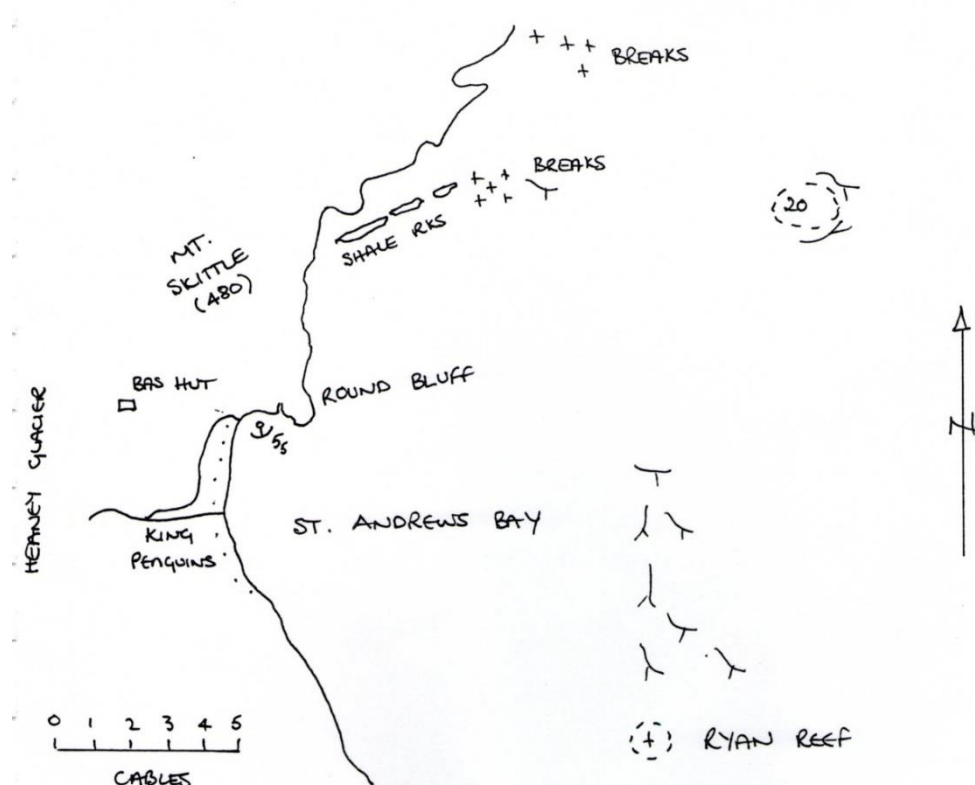 BREAKS
BREAKS
20
SHALE RKS
MT.
SKITTLE
(480)
BAS HUT
ROUND BLUFF
5s
HEANEY GLACIER
ST. ANDREWS BAY
KING
PENGUINS
N
RYAN REEF
0 1 2 3 4 5
CABLES